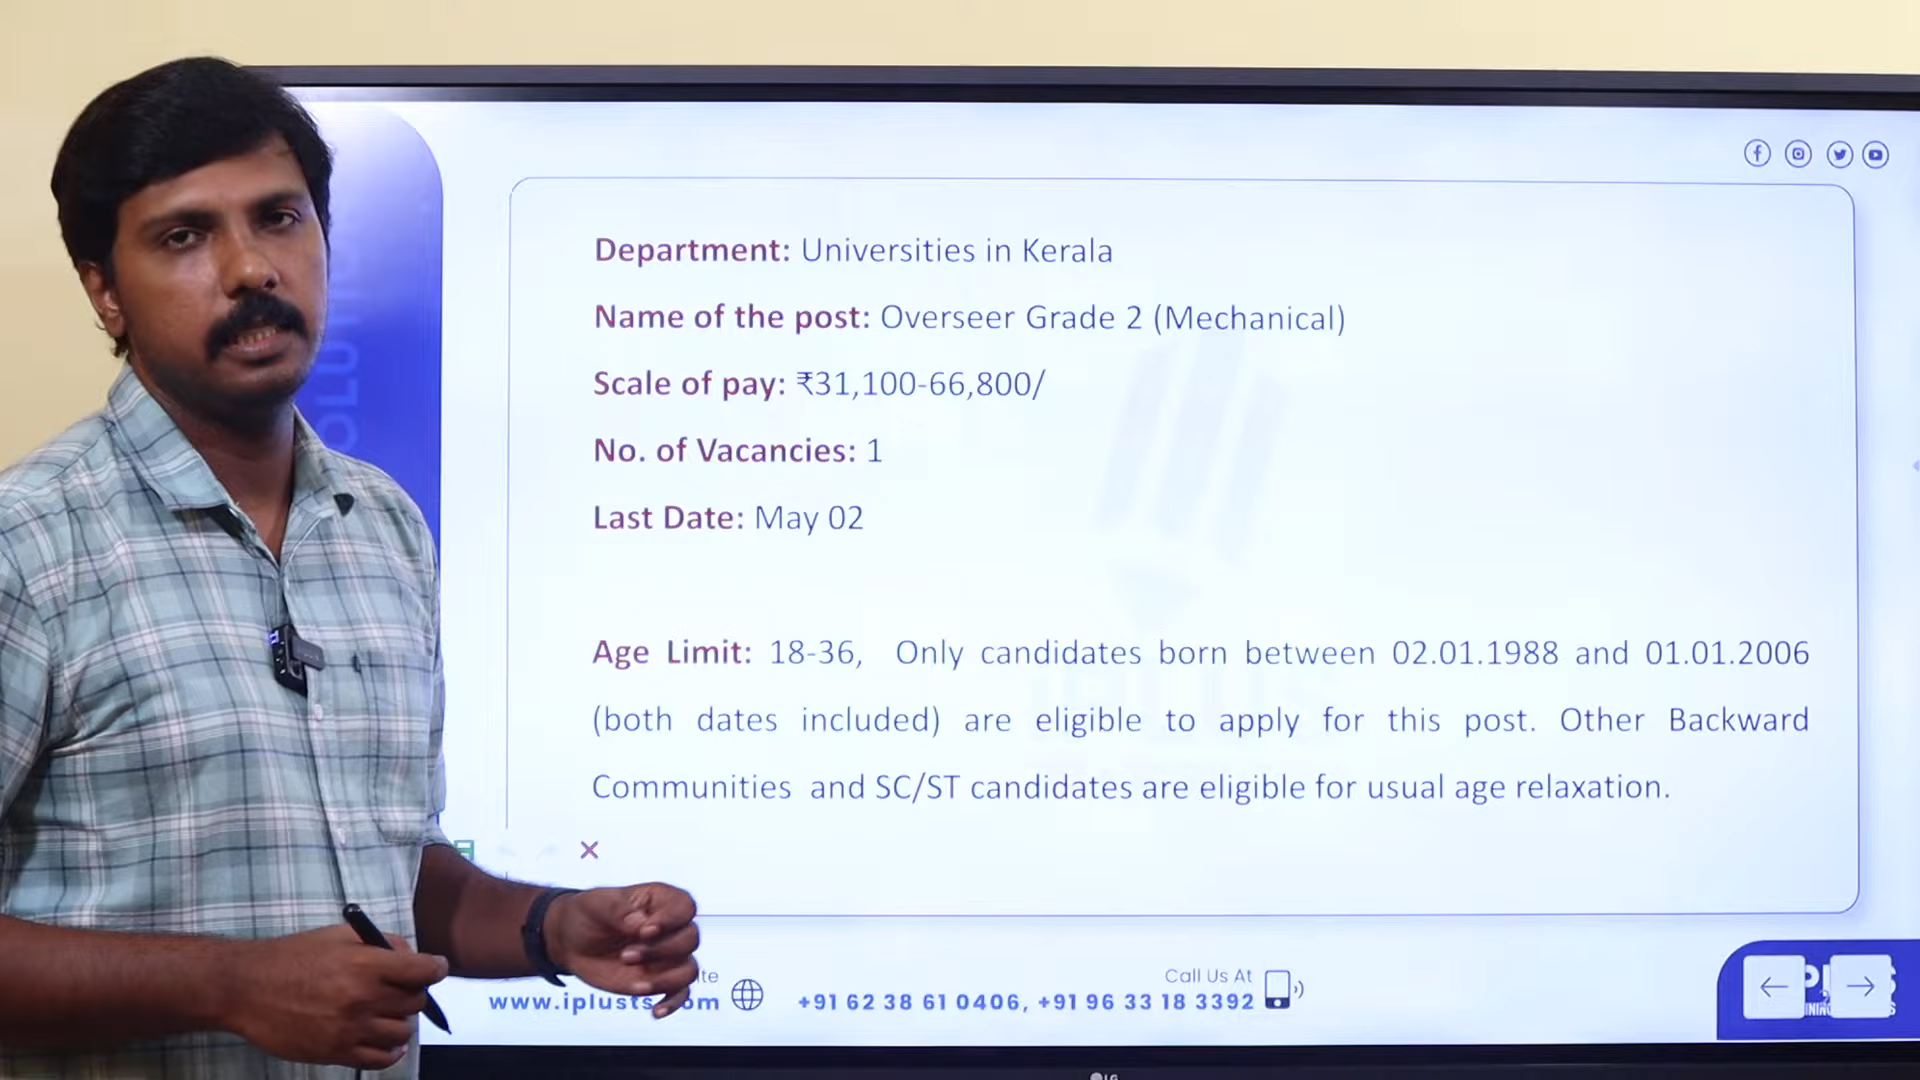 Department: Universities in Kerala
Name of the post: Overseer Grade 2 (Mechanical)
Scale of pay: ₹31,100-66,800/
No. of Vacancies: 1
Last Date: May 02
Age Limit: 18-36, Only candidates born between 02.01.1988 and 01.01.2006
(both dates included) are eligible to apply for this post. Other Backward
Communities and SC/ST candidates are eligible for usual age relaxation.
Call Us At
+91 62 38 61 0406, +91 96 33 18 3392
LG